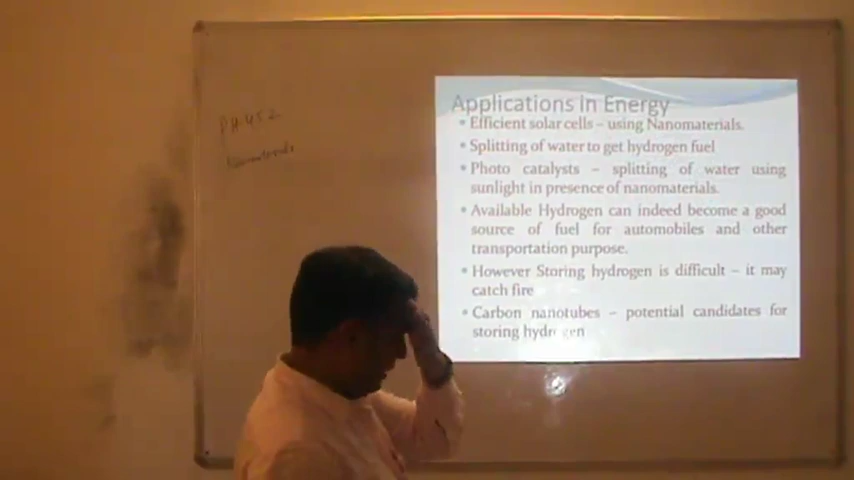 PH-452
Nanomaterials
Applications in Energy
• Efficient solar cells – using Nanomaterials.
• Splitting of water to get hydrogen fuel
• Photo catalysts – splitting of water using
sunlight in presence of nanomaterials.
• Available Hydrogen can indeed become a good
source of fuel for automobiles and other
transportation purpose.
• However Storing hydrogen is difficult – it may
catch fire
• Carbon nanotubes – potential candidates for
storing hydrogen